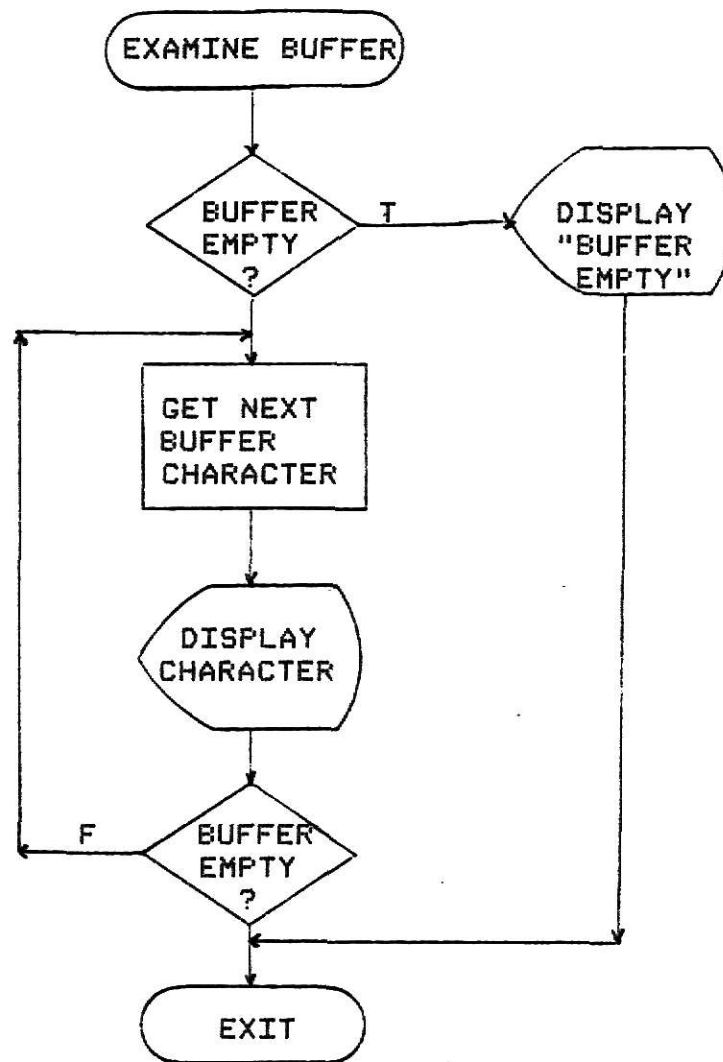 EXAMINE BUFFER
BUFFER
EMPTY
?
T
DISPLAY
"BUFFER
EMPTY"
GET NEXT
BUFFER
CHARACTER
DISPLAY
CHARACTER
BUFFER
EMPTY
?
F
EXIT